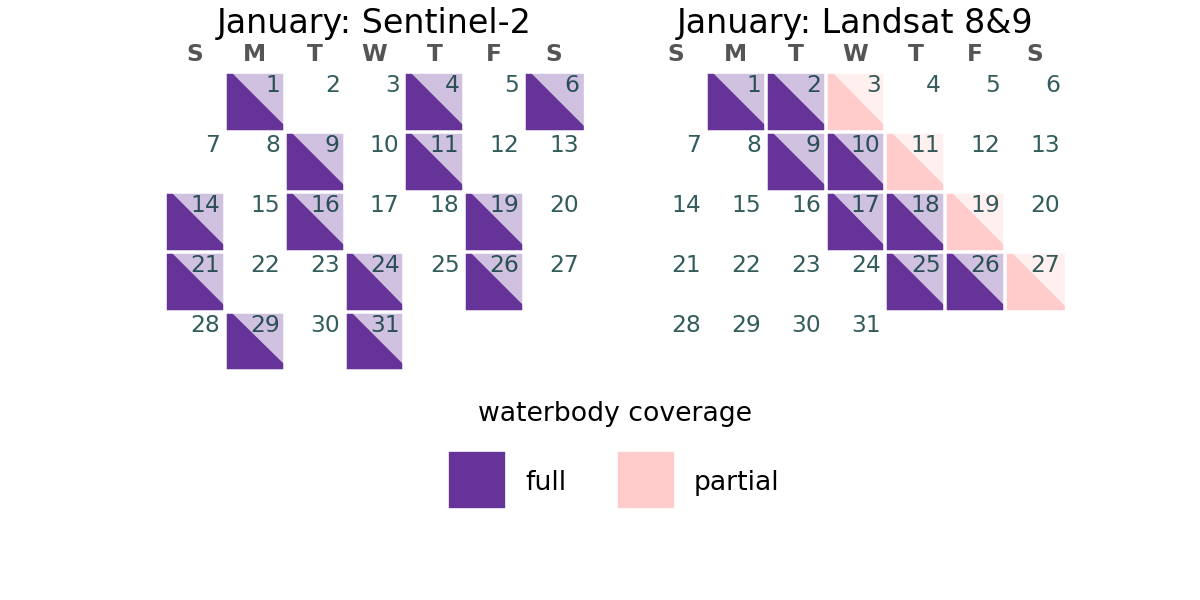 January: Sentinel-2
S M T W T F S
1 2 3 4 5 6
7 8 9 10 11 12 13
14 15 16 17 18 19 20
21 22 23 24 25 26 27
28 29 30 31
January: Landsat 8&9
S M T W T F S
1 2 3 4 5 6
7 8 9 10 11 12 13
14 15 16 17 18 19 20
21 22 23 24 25 26 27
28 29 30 31
waterbody coverage
full partial